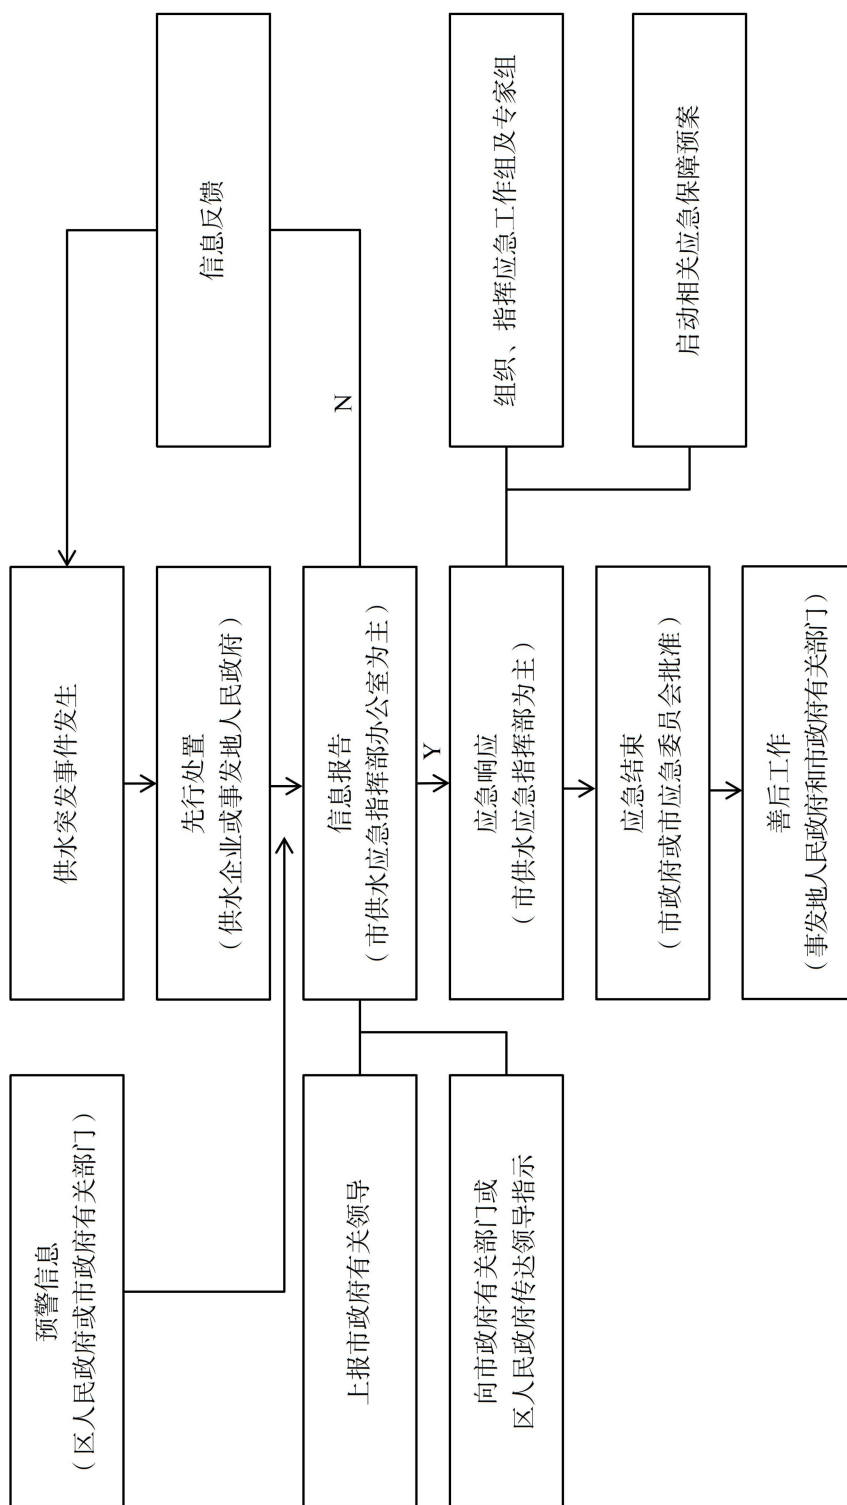 预警信息
（区人民政府或市政府有关部门）
供水突发事件发生
信息反馈
先行处置
（供水企业或事发地人民政府）
上报市政府有关领导
信息报告
（市供水应急指挥部办公室为主）
N
Y
向市政府有关部门或
区人民政府传达领导指示
应急响应
（市供水应急指挥部为主）
组织、指挥应急工作组及专家组
启动相关应急保障预案
应急结束
（市政府或市应急委员会批准）
善后工作
（事发地人民政府和市政府有关部门）